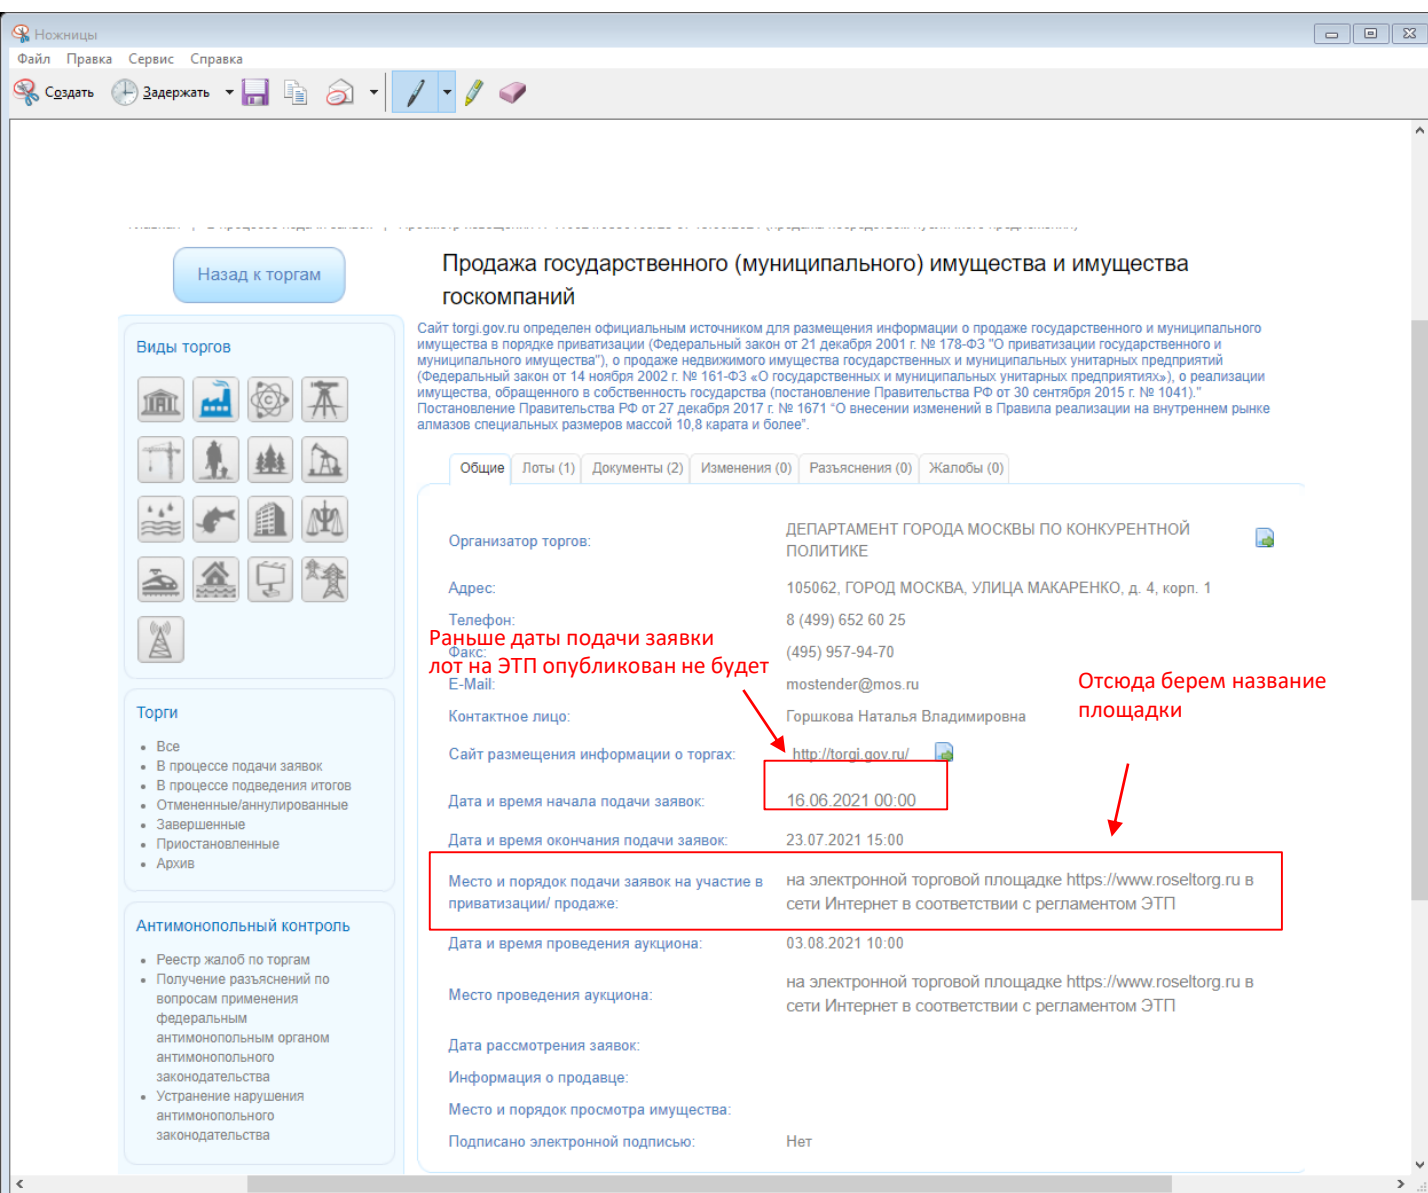 Ножницы
Файл Правка Сервис Справка
Создать Задержать
Назад к торгам
Продажа государственного (муниципального) имущества и имущества
госкомпаний
Сайт torgi.gov.ru определен официальным источником для размещения информации о продаже государственного и муниципального
имущества в порядке приватизации (Федеральный закон от 21 декабря 2001 г. № 178-ФЗ "О приватизации государственного и
муниципального имущества"), о продаже недвижимого имущества государственных и муниципальных унитарных предприятий
(Федеральный закон от 14 ноября 2002 г. № 161-ФЗ «О государственных и муниципальных унитарных предприятиях»), о реализации
имущества, обращенного в собственность государства (постановление Правительства РФ от 30 сентября 2015 г. № 1041)."
Постановление Правительства РФ от 27 декабря 2017 г. № 1671 “О внесении изменений в Правила реализации на внутреннем рынке
алмазов специальных размеров массой 10,8 карата и более”.
Виды торгов
Торги
Все
В процессе подачи заявок
В процессе подведения итогов
Отмененные/аннулированные
Завершенные
Приостановленные
Архив
Антимонопольный контроль
Реестр жалоб по торгам
Получение разъяснений по
вопросам применения
федеральным
антимонопольным органом
антимонопольного
законодательства
Устранение нарушения
антимонопольного
законодательства
Общие Лоты (1) Документы (2) Изменения (0) Разъяснения (0) Жалобы (0)
Организатор торгов: ДЕПАРТАМЕНТ ГОРОДА МОСКВЫ ПО КОНКУРЕНТНОЙ
ПОЛИТИКЕ
Адрес: 105062, ГОРОД МОСКВА, УЛИЦА МАКАРЕНКО, д. 4, корп. 1
Телефон: 8 (499) 652 60 25
Раньше даты подачи заявки
Факс: (495) 957-94-70
лот на ЭТП опубликован не будет
E-Mail: mostender@mos.ru
Отсюда берем название
площадки
Контактное лицо: Горшкова Наталья Владимировна
Сайт размещения информации о торгах: http://torgi.gov.ru/
Дата и время начала подачи заявок: 16.06.2021 00:00
Дата и время окончания подачи заявок: 23.07.2021 15:00
Место и порядок подачи заявок на участие в
приватизации/ продаже:
на электронной торговой площадке https://www.roseltorg.ru в
сети Интернет в соответствии с регламентом ЭТП
Дата и время проведения аукциона: 03.08.2021 10:00
Место проведения аукциона:
на электронной торговой площадке https://www.roseltorg.ru в
сети Интернет в соответствии с регламентом ЭТП
Дата рассмотрения заявок:
Информация о продавце:
Место и порядок просмотра имущества:
Подписано электронной подписью: Нет